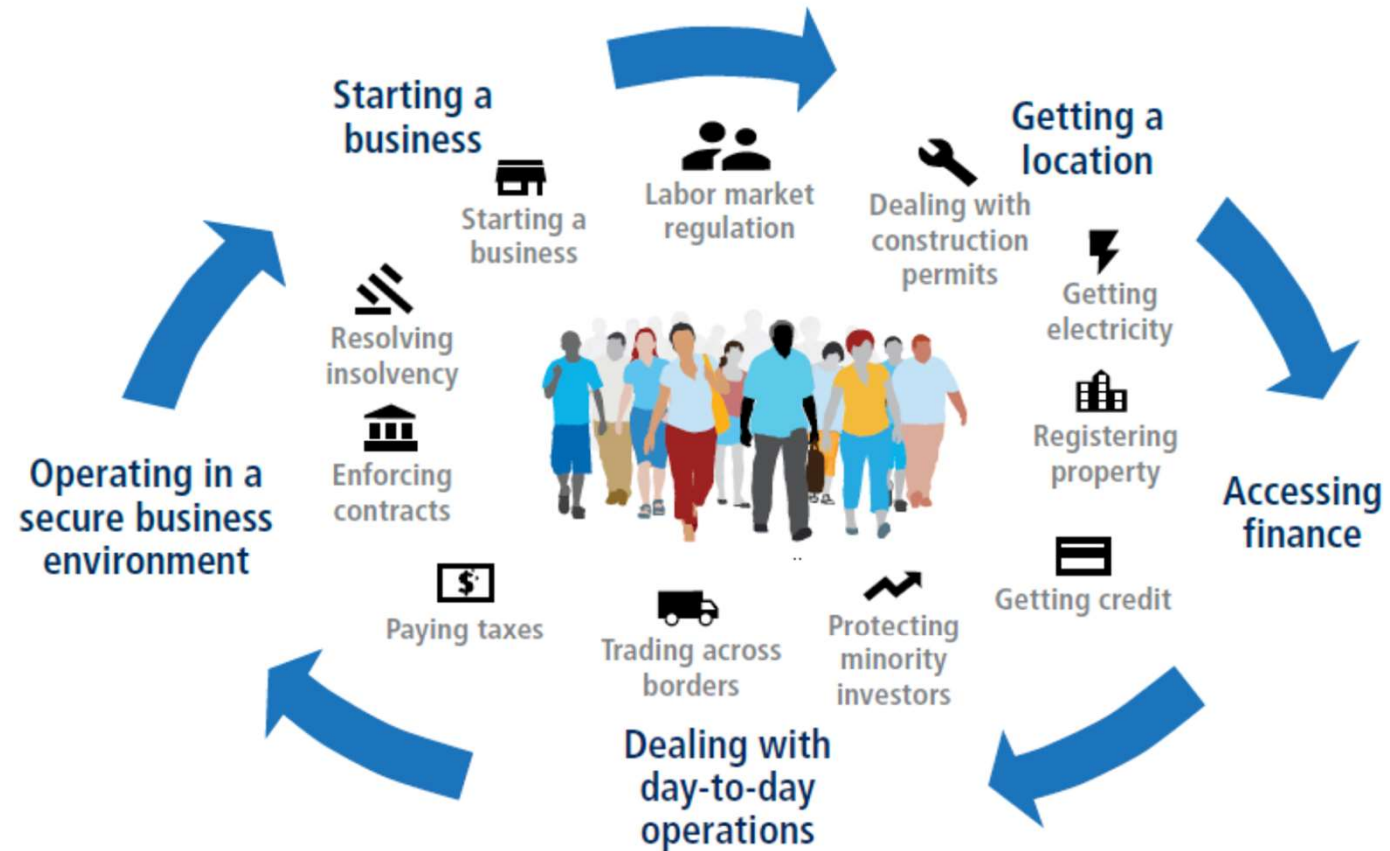 Starting a
business
Starting a
business
Labor market
regulation
Getting a
location
Dealing with
construction
permits
Getting
electricity
Registering
property
Accessing
finance
Getting credit
Protecting
minority
investors
Trading across
borders
Dealing with
day-to-day
operations
Paying taxes
Operating in a
secure business
environment
Enforcing
contracts
Resolving
insolvency
$